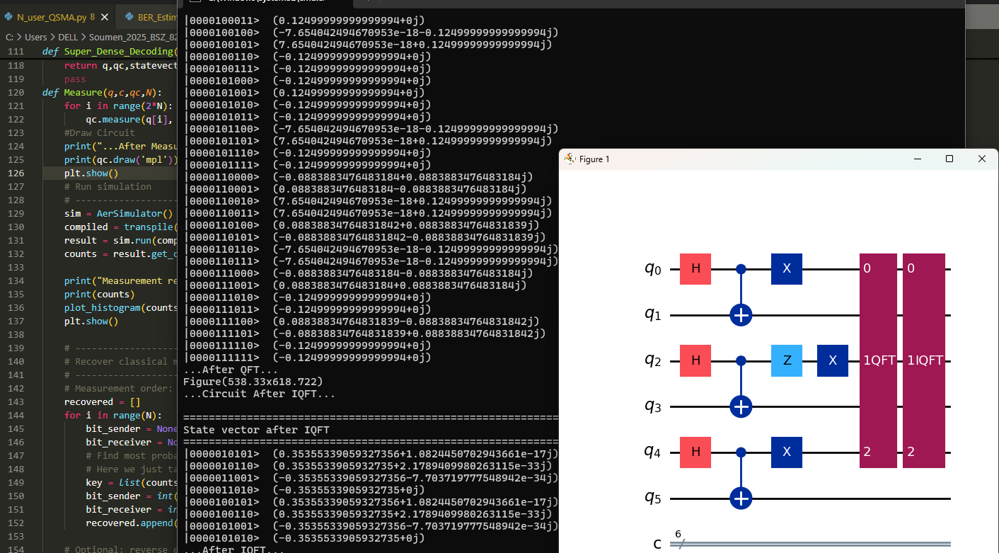 N_user_QSMA.py 8 × BER_Estim
C: > Users > DELL > Soumen_2025_BSZ_82
111 def Super_Dense_Decoding(
118 return q,qc,statevect
119 pass
120 def Measure(q,c,qc,N):
121 for i in range(2*N):
122 qc.measure(q[i],
123 #Draw Circuit
124 print("...After Measu
125 print(qc.draw('mpl'))
126 plt.show()
127 # Run simulation
128 # --------------------
129 sim = AerSimulator()
130 compiled = transpile(
131 result = sim.run(comp
132 counts = result.get_c
133
134 print("Measurement re
135 print(counts)
136 plot_histogram(counts
137 plt.show()
138
139 # --------------------
140 # Recover classical m
141 # --------------------
142 # Measurement order:
143 recovered = []
144 for i in range(N):
145 bit_sender = None
146 bit_receiver = No
147 # Find most proba
148 # Here we just ta
149 key = list(counts
150 bit_sender = int(
151 bit_receiver = in
152 recovered.append(
153
154 # Optional: reverse e
|0000100011> (0.12499999999999994+0j)
|0000100100> (-7.654042494670953e-18-0.12499999999999994j)
|0000100101> (7.654042494670953e-18+0.12499999999999994j)
|0000100110> (-0.12499999999999994+0j)
|0000100111> (-0.12499999999999994+0j)
|0000101000> (-0.12499999999999994+0j)
|0000101001> (0.12499999999999994+0j)
|0000101010> (-0.12499999999999994+0j)
|0000101011> (-0.12499999999999994+0j)
|0000101100> (-7.654042494670953e-18-0.12499999999999994j)
|0000101101> (7.654042494670953e-18+0.12499999999999994j)
|0000101110> (-0.12499999999999994+0j)
|0000101111> (-0.12499999999999994+0j)
|0000110000> (-0.0883883476483184+0.0883883476483184j)
|0000110001> (0.0883883476483184-0.0883883476483184j)
|0000110010> (7.654042494670953e-18+0.12499999999999994j)
|0000110011> (7.654042494670953e-18+0.12499999999999994j)
|0000110100> (0.08838834764831842+0.08838834764831839j)
|0000110101> (-0.08838834764831842-0.08838834764831839j)
|0000110110> (-7.654042494670953e-18-0.12499999999999994j)
|0000110111> (-7.654042494670953e-18-0.12499999999999994j)
|0000111000> (-0.0883883476483184-0.0883883476483184j)
|0000111001> (0.0883883476483184+0.0883883476483184j)
|0000111010> (-0.12499999999999994+0j)
|0000111011> (-0.12499999999999994+0j)
|0000111100> (0.08838834764831839-0.08838834764831842j)
|0000111101> (-0.08838834764831839+0.08838834764831842j)
|0000111110> (-0.12499999999999994+0j)
|0000111111> (-0.12499999999999994+0j)
...After QFT...
Figure(538.33x618.722)
...Circuit After IQFT...
============================================================
State vector after IQFT
============================================================
|0000010101> (0.35355339059327356+1.0824450702943661e-17j)
|0000010110> (0.3535533905932735+2.1789409980263115e-33j)
|0000011001> (-0.35355339059327356-7.703719777548942e-34j)
|0000011010> (-0.3535533905932735+0j)
|0000100101> (0.35355339059327356+1.0824450702943661e-17j)
|0000100110> (0.3535533905932735+2.1789409980263115e-33j)
|0000101001> (-0.35355339059327356-7.703719777548942e-34j)
|0000101010> (-0.3535533905932735+0j)
...After IQFT...
Figure 1
q0 H X 0 0
q1
q2 H Z X 1QFT 1IQFT
q3
q4 H X 2 2
q5
6
c